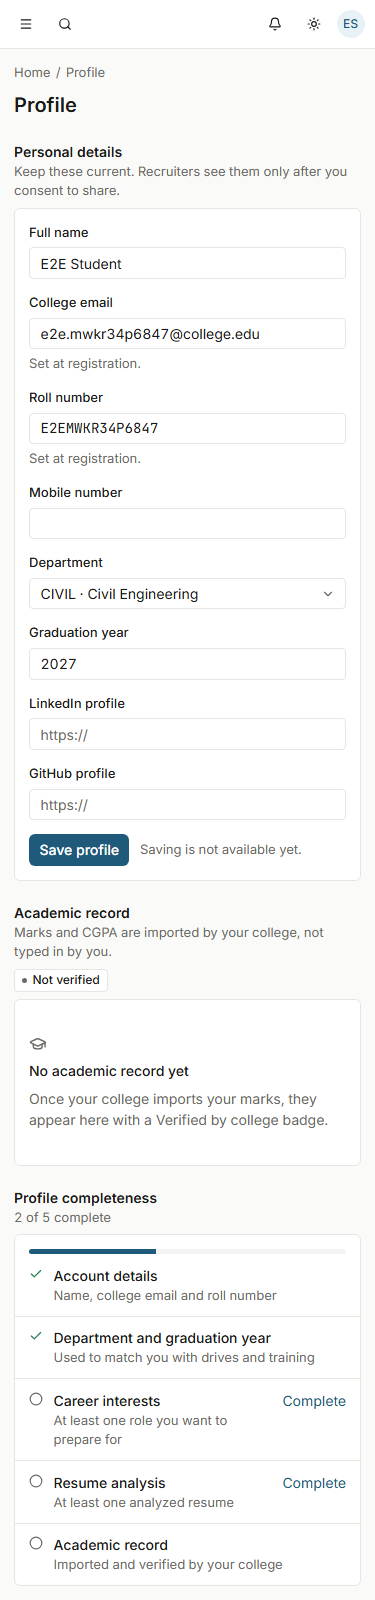 ES
Home / Profile
Profile
Personal details
Keep these current. Recruiters see them only after you
consent to share.
Full name
E2E Student
College email
e2e.mwkr34p6847@college.edu
Set at registration.
Roll number
E2EMWKR34P6847
Set at registration.
Mobile number
Department
CIVIL · Civil Engineering
Graduation year
2027
LinkedIn profile
https://
GitHub profile
https://
Save profile Saving is not available yet.
Academic record
Marks and CGPA are imported by your college, not
typed in by you.
Not verified
No academic record yet
Once your college imports your marks, they
appear here with a Verified by college badge.
Profile completeness
2 of 5 complete
Account details
Name, college email and roll number
Department and graduation year
Used to match you with drives and training
Career interests Complete
At least one role you want to
prepare for
Resume analysis Complete
At least one analyzed resume
Academic record
Imported and verified by your college